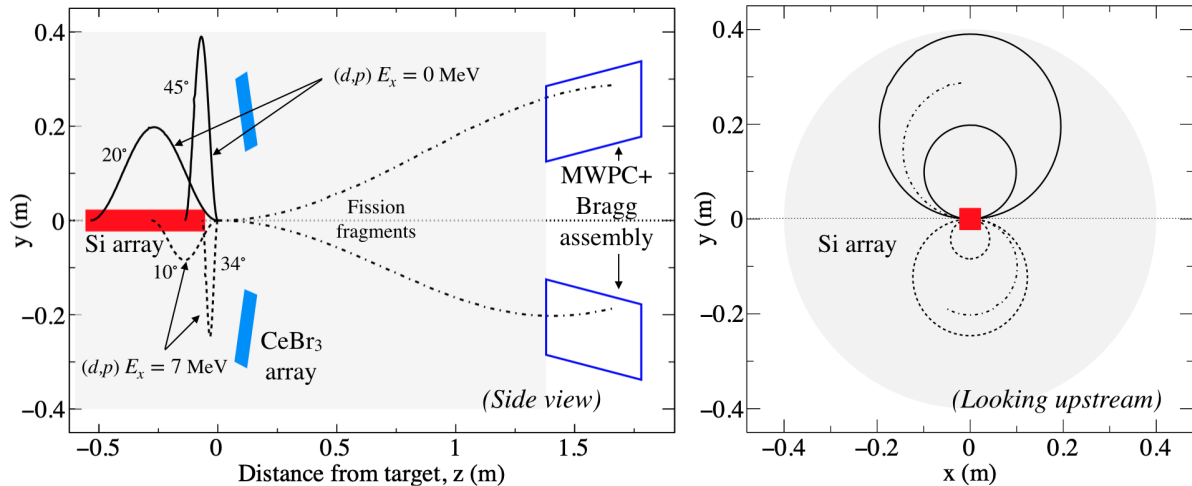 0.4
0.2
0
−0.2
−0.4
y (m)
45°
20°
(d,p) Eₓ = 0 MeV
Si array
10°
34°
(d,p) Eₓ = 7 MeV
CeBr₃
array
Fission
fragments
MWPC+
Bragg
assembly
(Side view)
−0.5
0
0.5
1
1.5
Distance from target, z (m)
0.4
0.2
0
−0.2
−0.4
y (m)
Si array
(Looking upstream)
−0.4
−0.2
0
0.2
0.4
x (m)